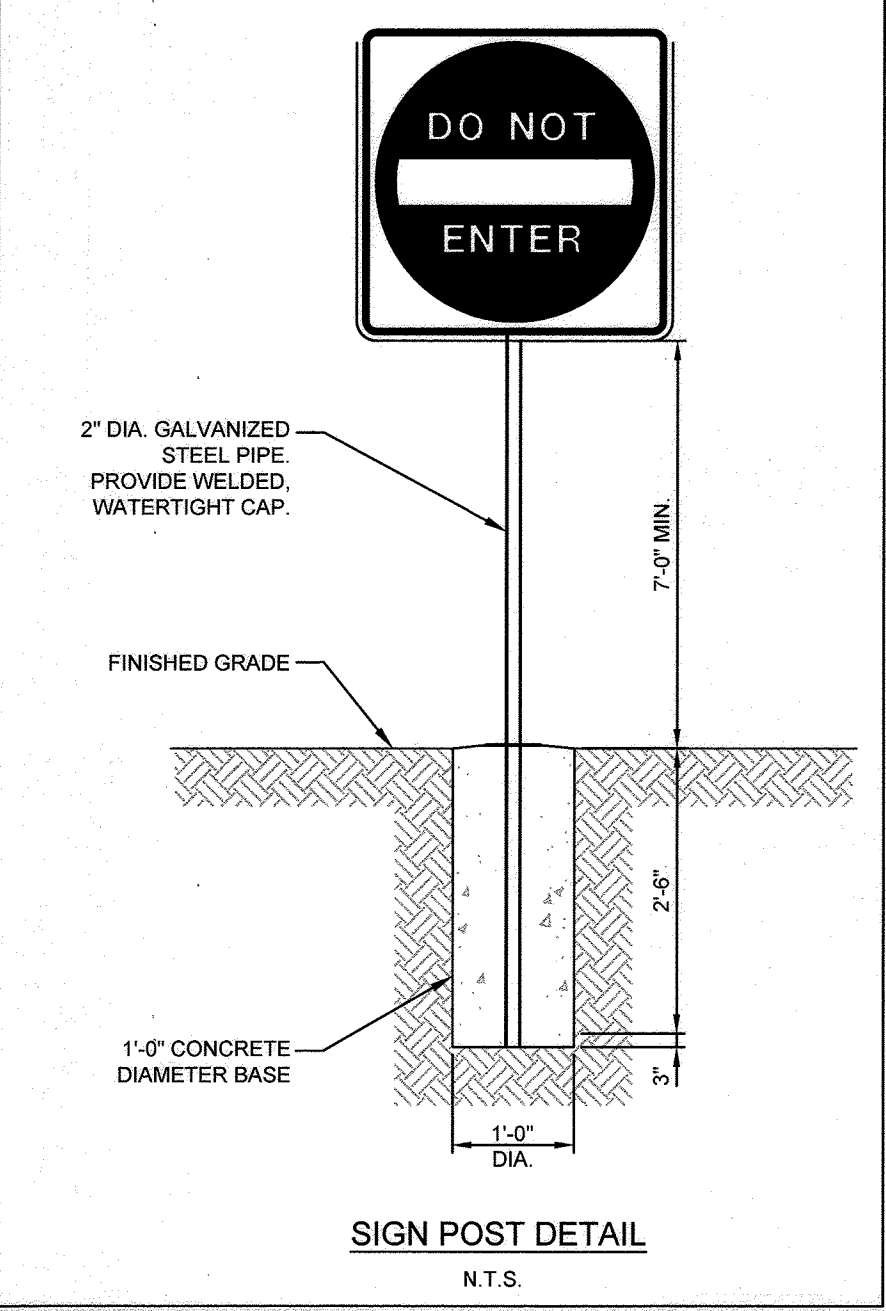 DO NOT
ENTER
2" DIA. GALVANIZED
STEEL PIPE.
PROVIDE WELDED,
WATERTIGHT CAP.
7'-0" MIN.
FINISHED GRADE
2'-6"
1'-0" CONCRETE
DIAMETER BASE
3"
1'-0"
DIA.
SIGN POST DETAIL
N.T.S.